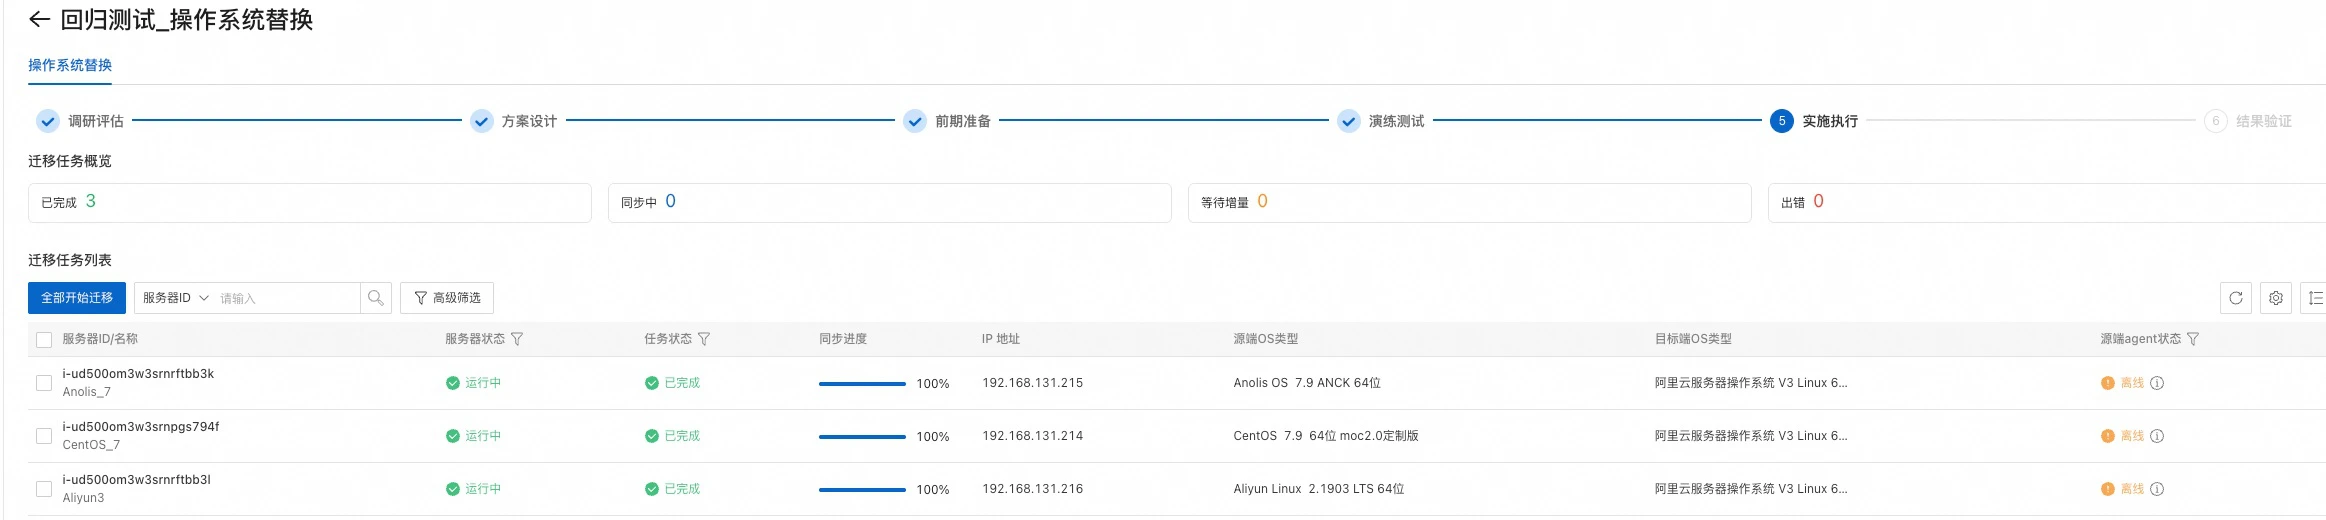 回归测试_操作系统替换
操作系统替换
调研评估 方案设计 前期准备 演练测试 5 实施执行 6 结果验证
迁移任务概览
已完成 3 同步中 0 等待增量 0 出错 0
迁移任务列表
全部开始迁移 服务器ID 请输入 高级筛选
服务器ID/名称 服务器状态 任务状态 同步进度 IP 地址 源端OS类型 目标端OS类型 源端agent状态
i-ud500om3w3srnrftbb3k
Anolis_7 运行中 已完成 100% 192.168.131.215 Anolis OS 7.9 ANCK 64位 阿里云服务器操作系统 V3 Linux 6... 离线
i-ud500om3w3srnpgs794f
CentOS_7 运行中 已完成 100% 192.168.131.214 CentOS 7.9 64位 moc2.0定制版 阿里云服务器操作系统 V3 Linux 6... 离线
i-ud500om3w3srnrftbb3l
Aliyun3 运行中 已完成 100% 192.168.131.216 Aliyun Linux 2.1903 LTS 64位 阿里云服务器操作系统 V3 Linux 6... 离线